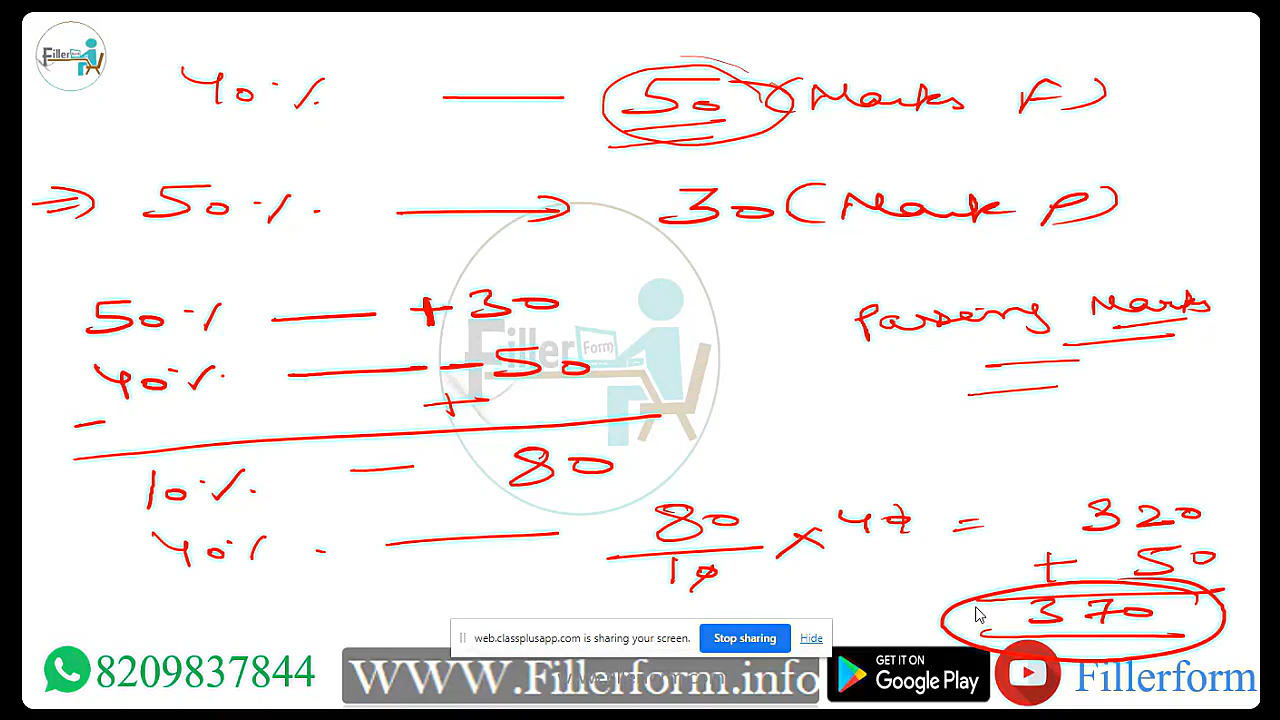 Filler
40% — 50 (Marks F)
⇒ 50% → 30 (Mark P)
50% — +30
Passing Marks
40% — -50
- +
Filler Form
10% — 80
40% — 80/10 × 40 = 320
+ 50
370
web.classplusapp.com is sharing your screen. Stop sharing Hide
8209837844
WWW.Fillerform.info
GET IT ON
Google Play
Fillerform